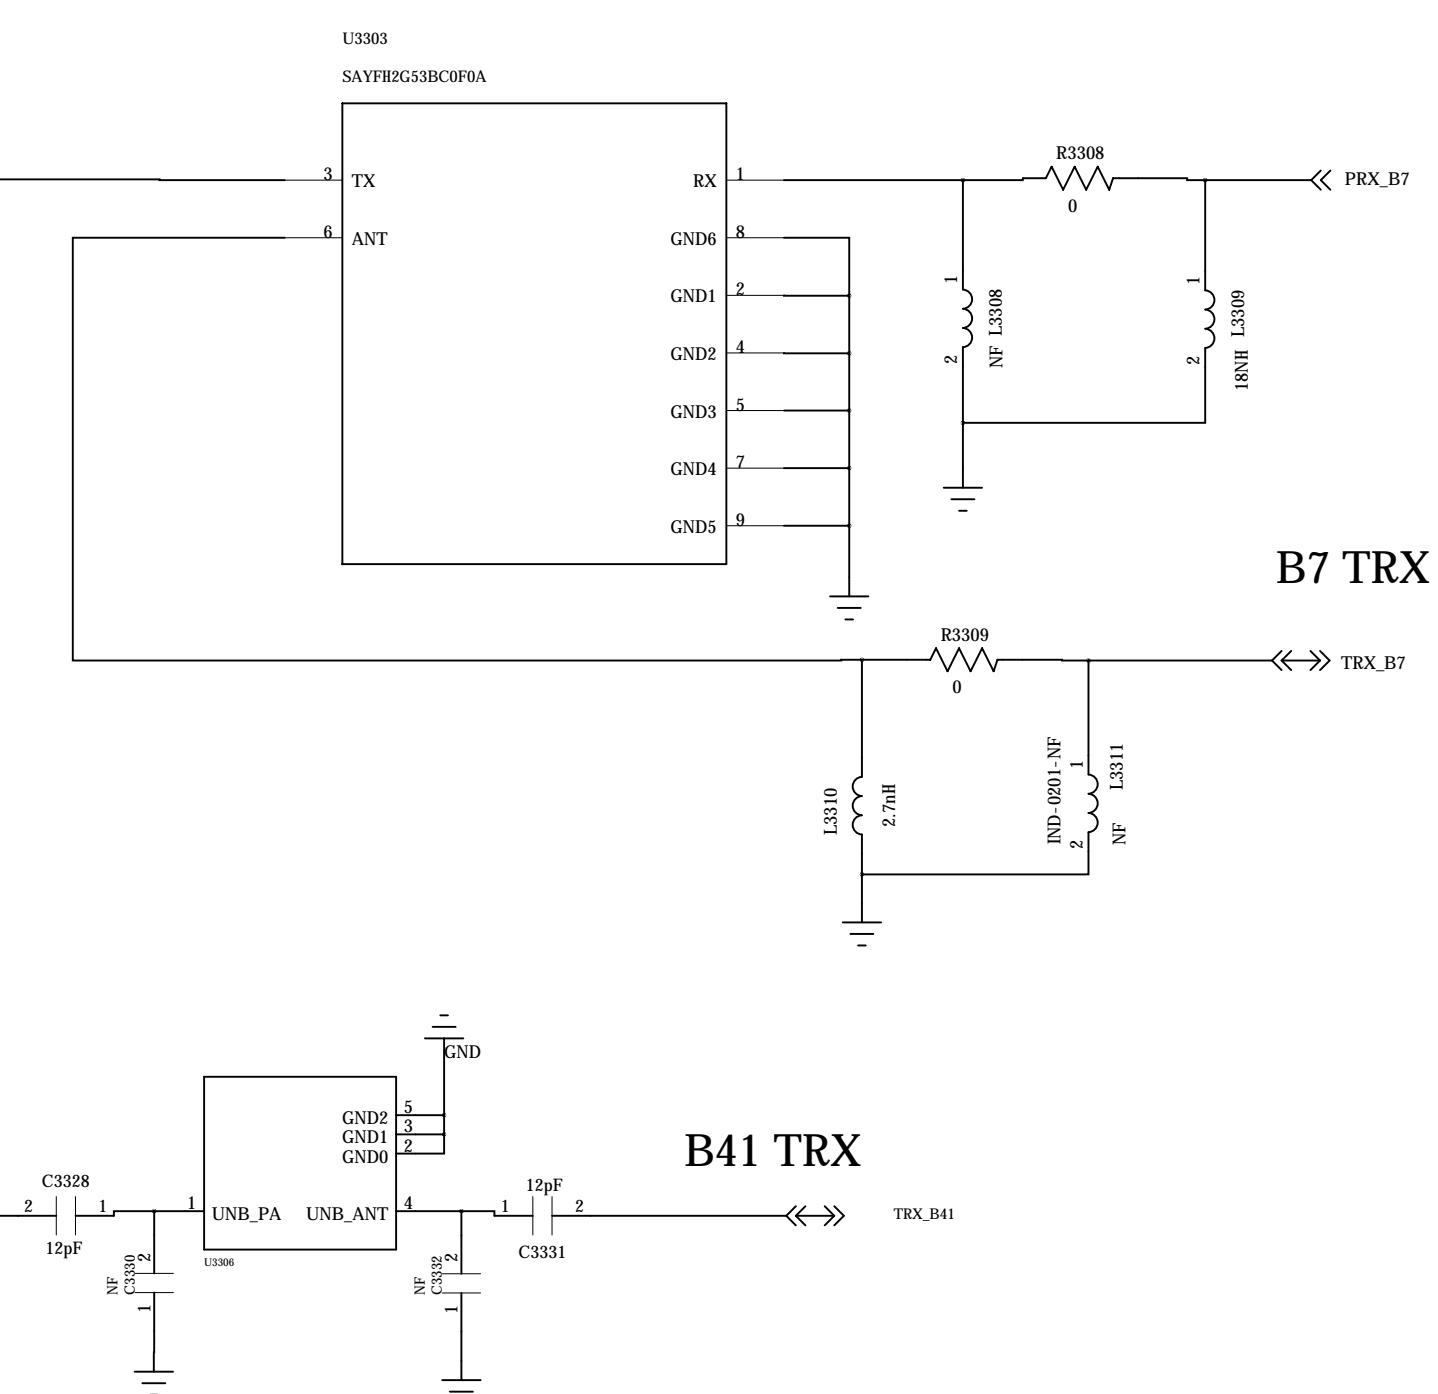 U3303
SAYFH2G53BC0F0A
3 TX
RX 1
6 ANT
GND6 8
GND1 2
GND2 4
GND3 5
GND4 7
GND5 9
R3308
0
PRX_B7
1
2
NF L3308
1
2
18NH L3309
B7 TRX
R3309
0
TRX_B7
L3310
2.7nH
IND-0201-NF
1
2
L3311
NF
GND
GND2 5
GND1 3
GND0 2
B41 TRX
C3328
2 1
12pF
1 UNB_PA
UNB_ANT 4
U3306
12pF
1 2
C3331
TRX_B41
NF
C3330
2
1
NF
C3332
2
1